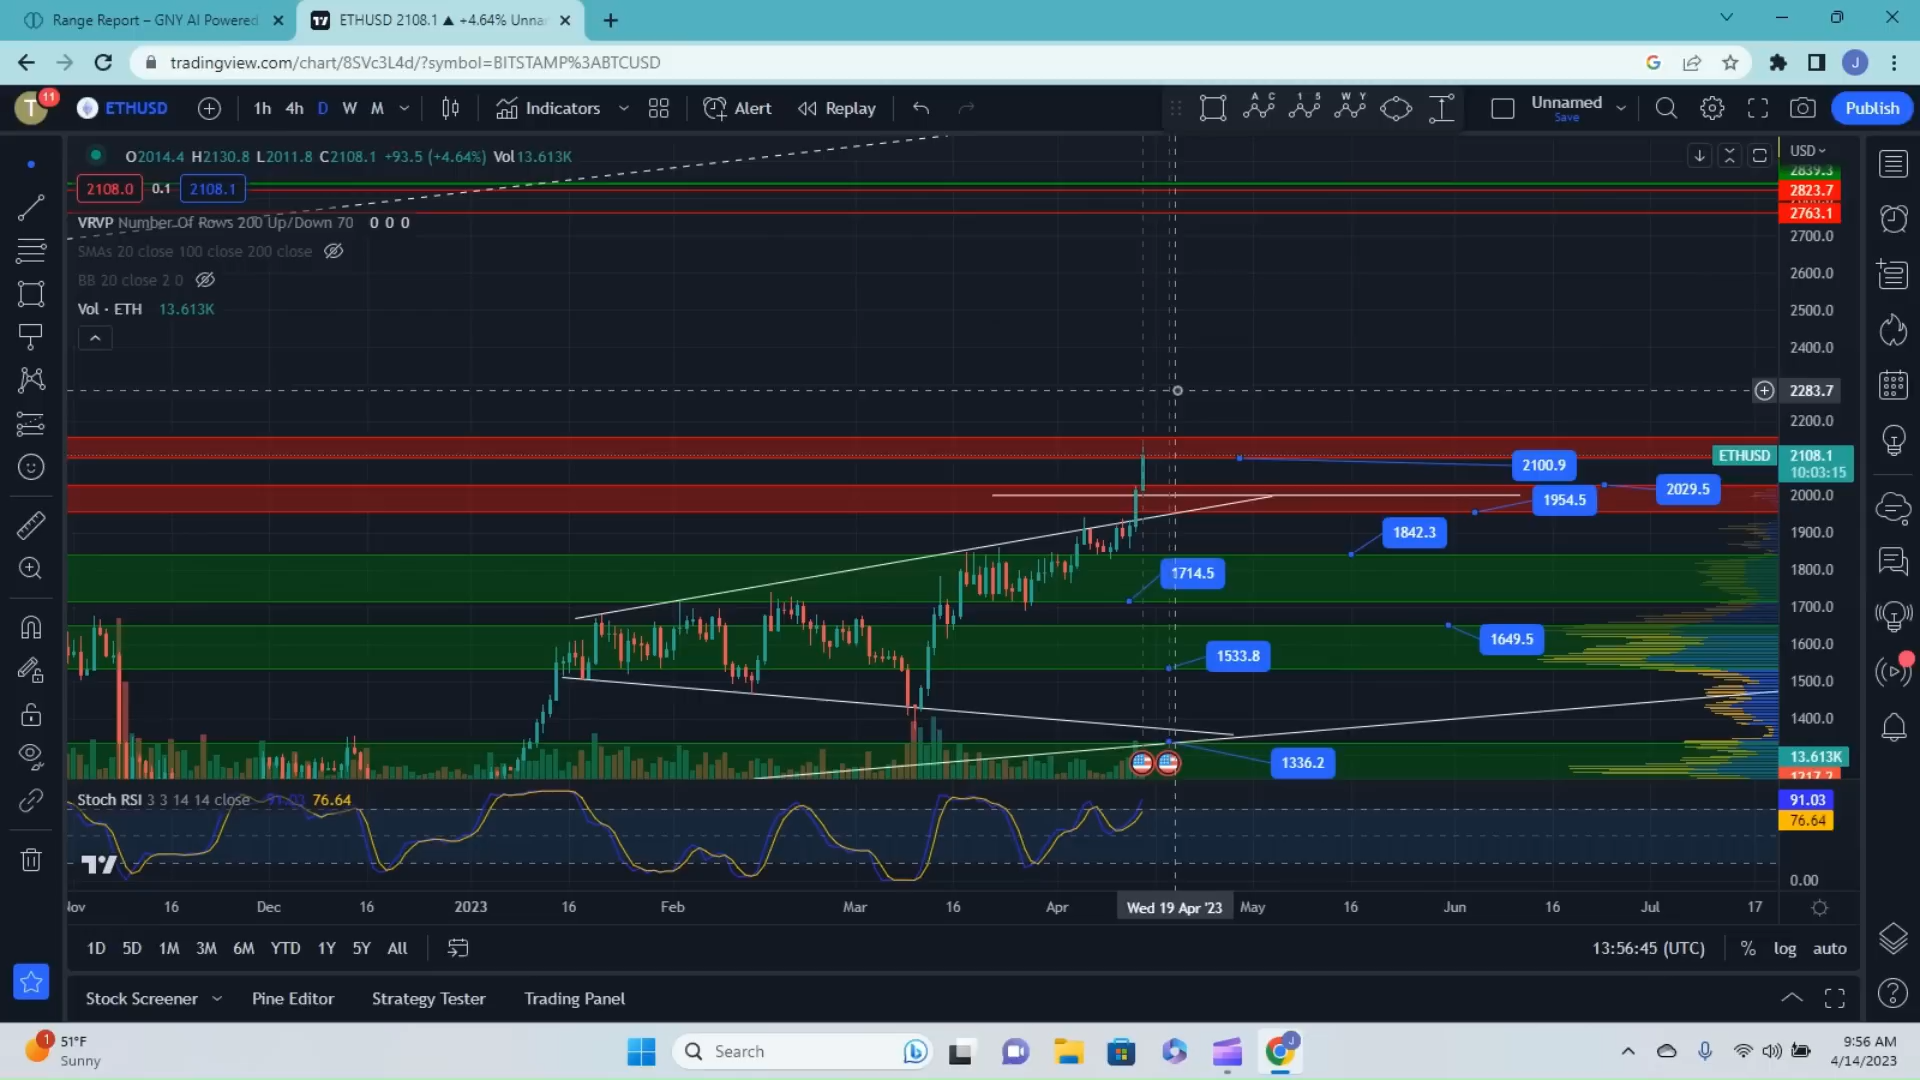 Range Report – GNY AI Powered
ETHUSD 2108.1 ▲ +4.64% Unna
tradingview.com/chart/8SVc3L4d/?symbol=BITSTAMP%3ABTCUSD
J
T 11 ETHUSD 1h 4h D W M Indicators Alert Replay Unnamed Save Publish
O2014.4 H2130.8 L2011.8 C2108.1 +93.5 (+4.64%) Vol 13.613K
USD
2839.3
2108.0 0.1 2108.1
2823.7
2763.1
VRVP Number Of Rows 200 Up/Down 70 0 0 0
2700.0
SMAs 20 close 100 close 200 close
2600.0
BB 20 close 2 0
Vol · ETH 13.613K
2500.0
2400.0
2283.7
2200.0
ETHUSD 2108.1
10:03:15
2100.9
2029.5
2000.0
1954.5
1900.0
1842.3
1800.0
1714.5
1700.0
1649.5
1600.0
1533.8
1500.0
1400.0
1336.2
13.613K
1317.2
Stoch RSI 3 3 14 14 close 91.03 76.64
91.03
76.64
0.00
Nov 16 Dec 16 2023 16 Feb Mar 16 Apr Wed 19 Apr '23 May 16 Jun 16 Jul 17
1D 5D 1M 3M 6M YTD 1Y 5Y All 13:56:45 (UTC) % log auto
Stock Screener Pine Editor Strategy Tester Trading Panel
1 51°F
Sunny
Search
9:56 AM
4/14/2023